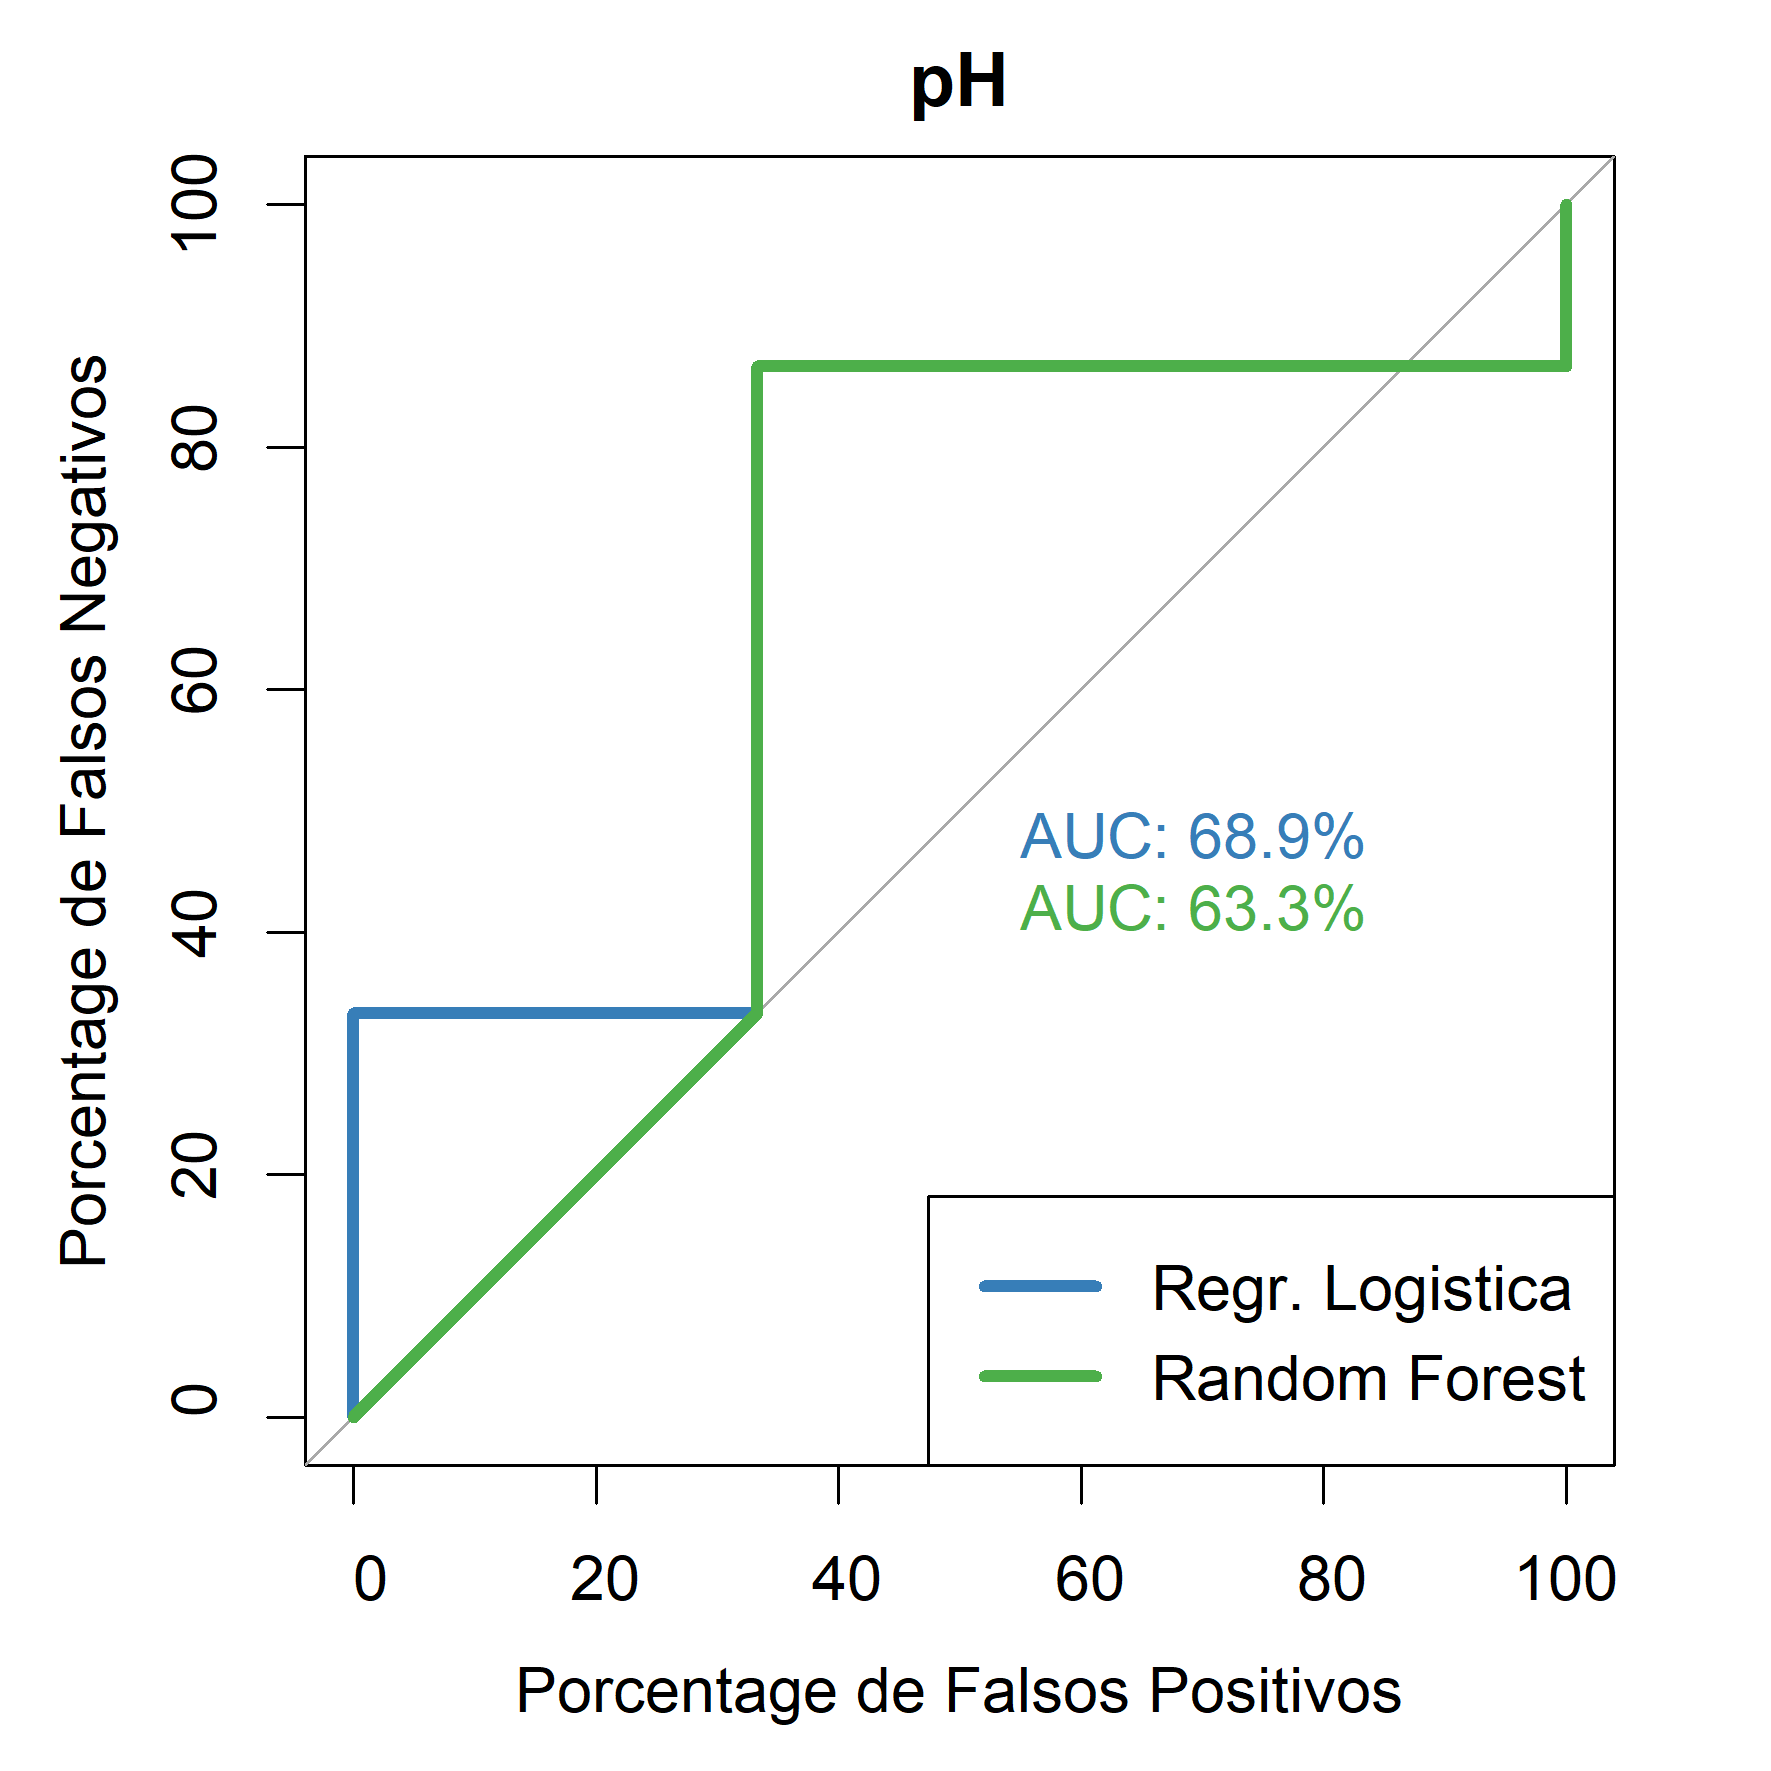 pH
Porcentage de Falsos Negativos
100
80
60
40
20
0
AUC: 68.9%
AUC: 63.3%
Regr. Logistica
Random Forest
0 20 40 60 80 100
Porcentage de Falsos Positivos